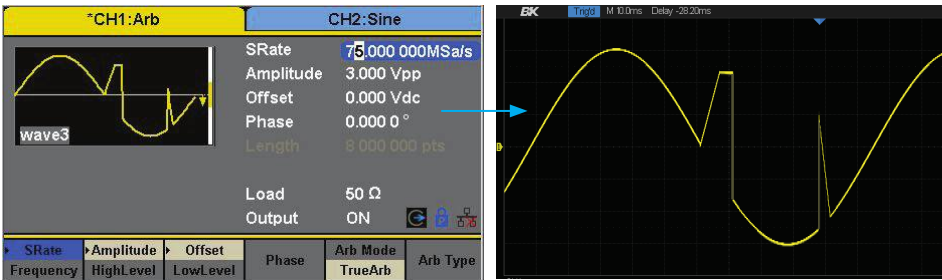 *CH1:Arb
CH2:Sine
SRate 75.000 000MSa/s
Amplitude 3.000 Vpp
Offset 0.000 Vdc
Phase 0.000 0 °
Length 8 000 000 pts
Load 50 Ω
Output ON
wave3
SRate Amplitude Offset Phase Arb Mode Arb Type
Frequency HighLevel LowLevel TrueArb
BK Trig'd M 10.0ms Delay -28.20ms